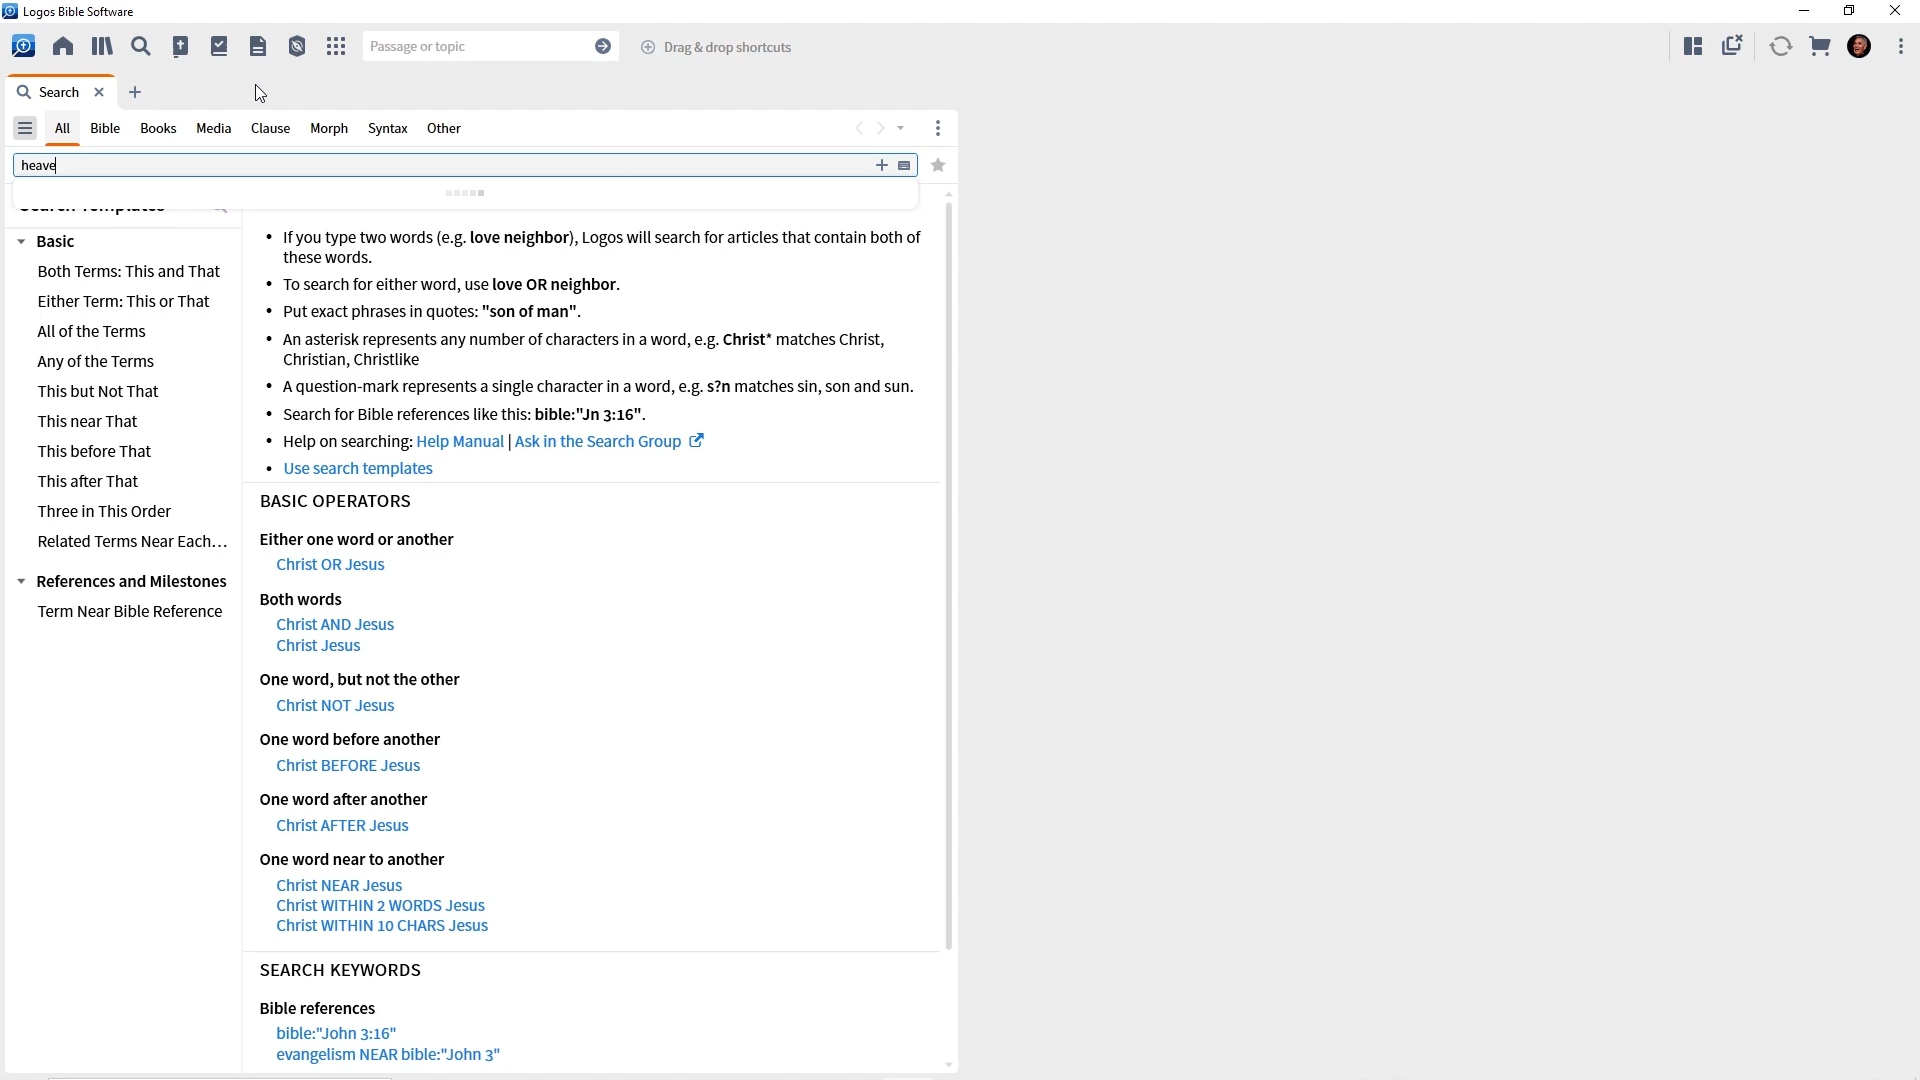 Logos Bible Software
Passage or topic
Drag & drop shortcuts
Search
All Bible Books Media Clause Morph Syntax Other
heave
Search Templates
Basic
Both Terms: This and That
Either Term: This or That
All of the Terms
Any of the Terms
This but Not That
This near That
This before That
This after That
Three in This Order
Related Terms Near Each...
References and Milestones
Term Near Bible Reference
• If you type two words (e.g. love neighbor), Logos will search for articles that contain both of
these words.
• To search for either word, use love OR neighbor.
• Put exact phrases in quotes: "son of man".
• An asterisk represents any number of characters in a word, e.g. Christ* matches Christ,
Christian, Christlike
• A question-mark represents a single character in a word, e.g. s?n matches sin, son and sun.
• Search for Bible references like this: bible:"Jn 3:16".
• Help on searching: Help Manual | Ask in the Search Group
• Use search templates
BASIC OPERATORS
Either one word or another
Christ OR Jesus
Both words
Christ AND Jesus
Christ Jesus
One word, but not the other
Christ NOT Jesus
One word before another
Christ BEFORE Jesus
One word after another
Christ AFTER Jesus
One word near to another
Christ NEAR Jesus
Christ WITHIN 2 WORDS Jesus
Christ WITHIN 10 CHARS Jesus
SEARCH KEYWORDS
Bible references
bible:"John 3:16"
evangelism NEAR bible:"John 3"